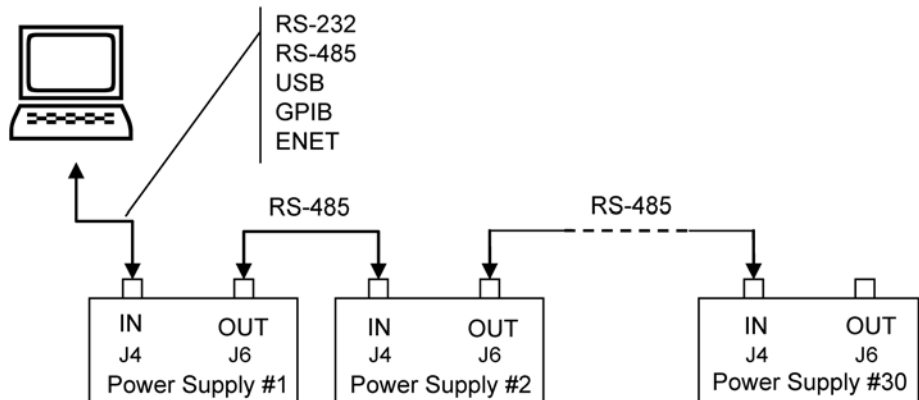 RS-232
RS-485
USB
GPIB
ENET
RS-485
RS-485
IN
OUT
J4
J6
Power Supply #1
IN
OUT
J4
J6
Power Supply #2
IN
OUT
J4
J6
Power Supply #30